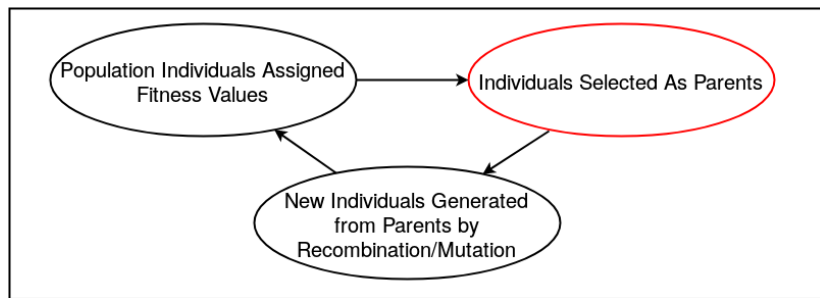 Population Individuals Assigned
Fitness Values
Individuals Selected As Parents
New Individuals Generated
from Parents by
Recombination/Mutation